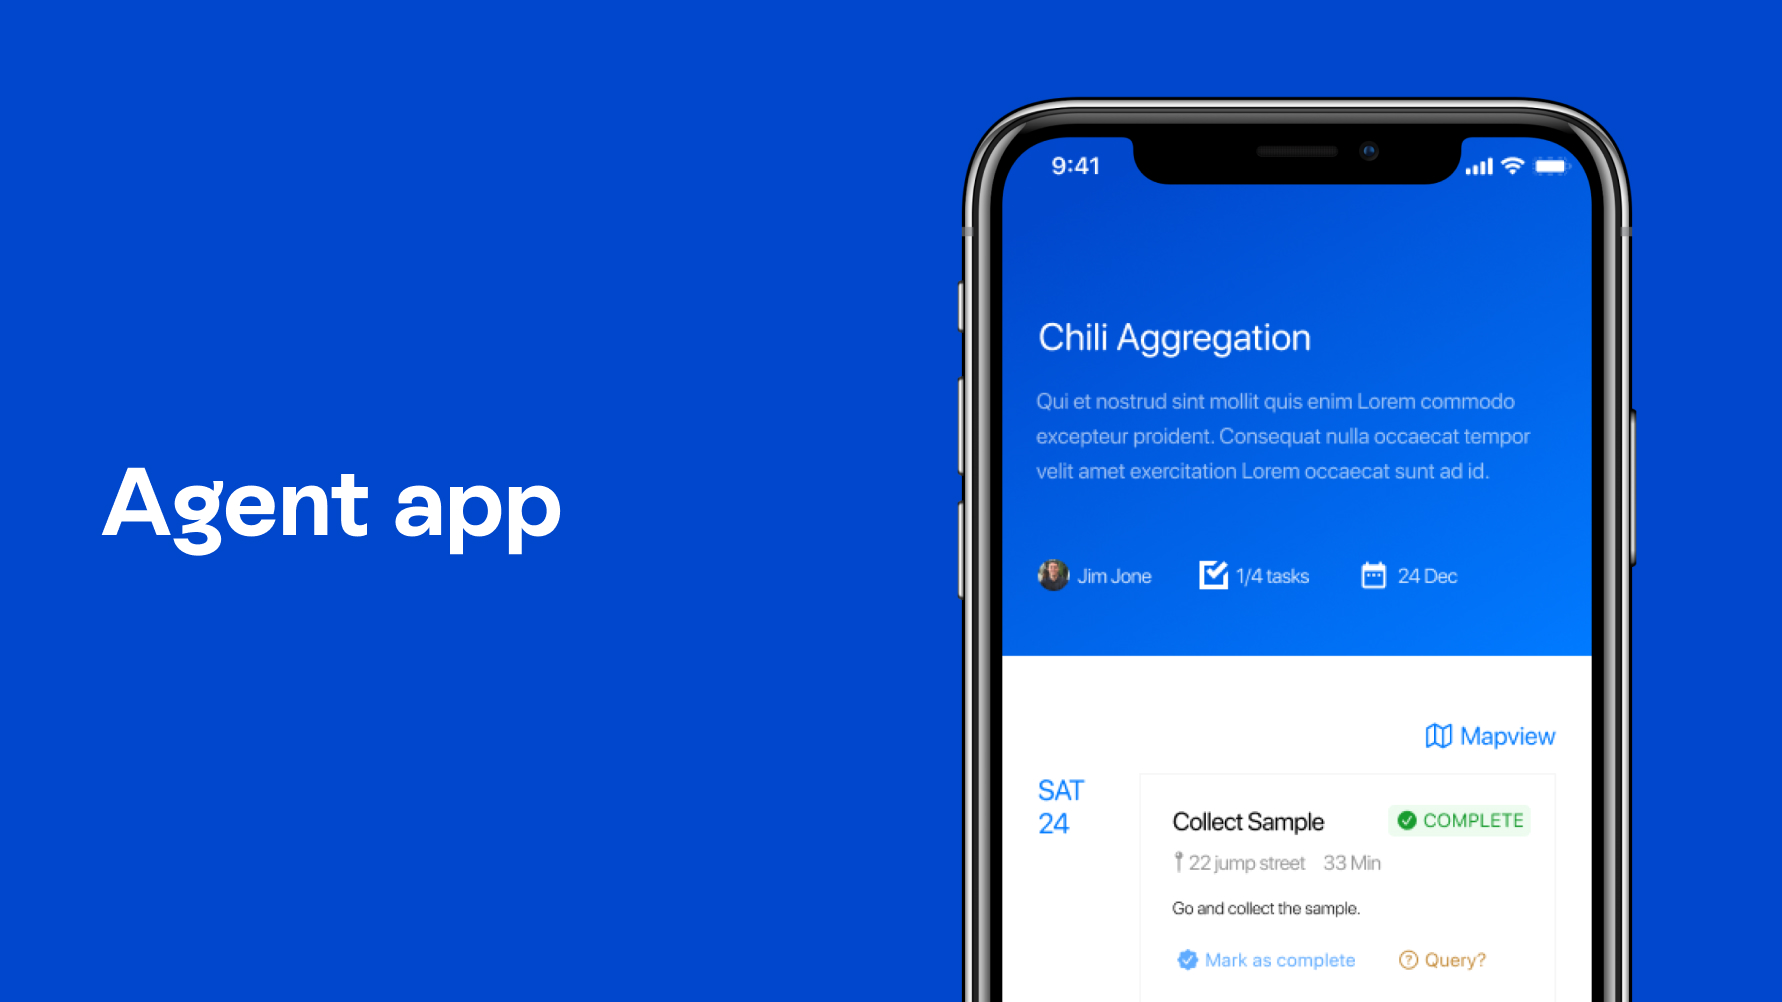 Agent app
9:41
Chili Aggregation
Qui et nostrud sint mollit quis enim Lorem commodo
excepteur proident. Consequat nulla occaecat tempor
velit amet exercitation Lorem occaecat sunt ad id.
Jim Jone 1/4 tasks 24 Dec
Mapview
SAT
24
Collect Sample COMPLETE
22 jump street 33 Min
Go and collect the sample.
Mark as complete Query?